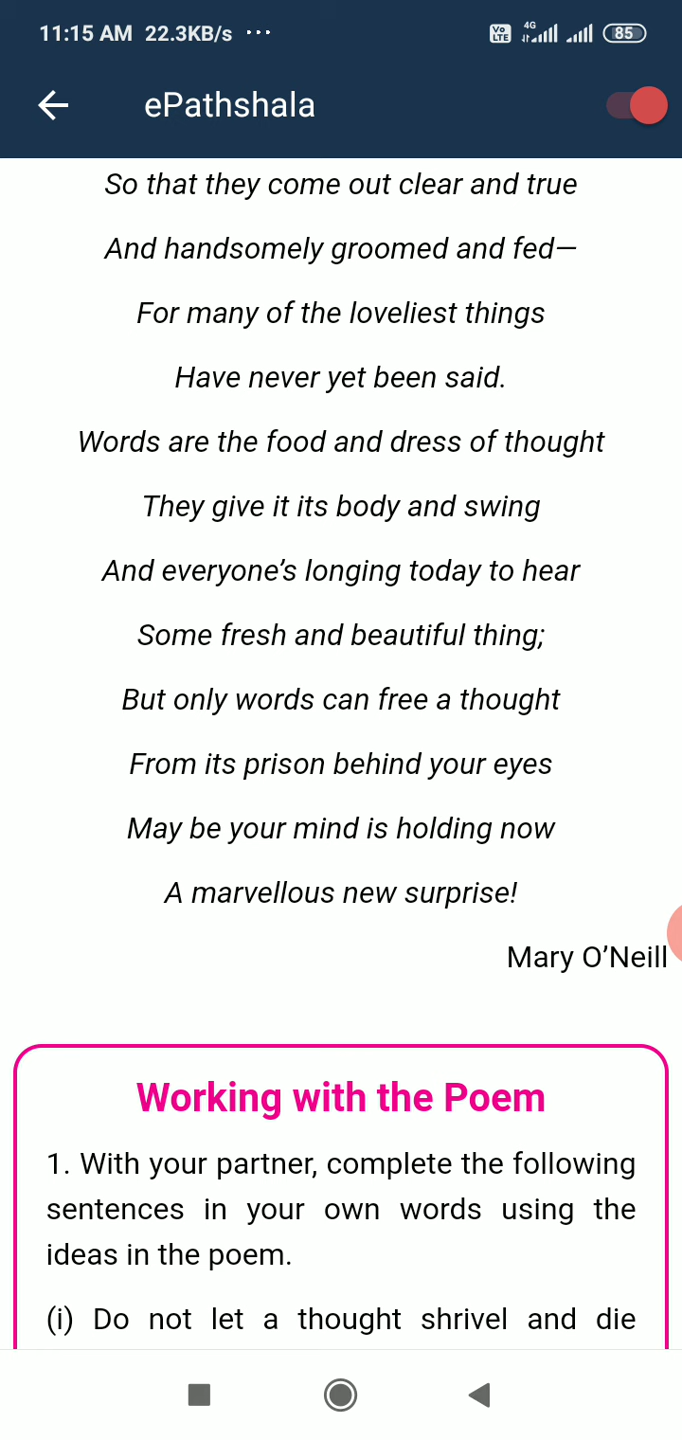 11:15 AM 22.3KB/s ...
Vo LTE 4G 85
ePathshala
So that they come out clear and true
And handsomely groomed and fed—
For many of the loveliest things
Have never yet been said.
Words are the food and dress of thought
They give it its body and swing
And everyone’s longing today to hear
Some fresh and beautiful thing;
But only words can free a thought
From its prison behind your eyes
May be your mind is holding now
A marvellous new surprise!
Mary O’Neill
Working with the Poem
1. With your partner, complete the following
sentences in your own words using the
ideas in the poem.
(i) Do not let a thought shrivel and die